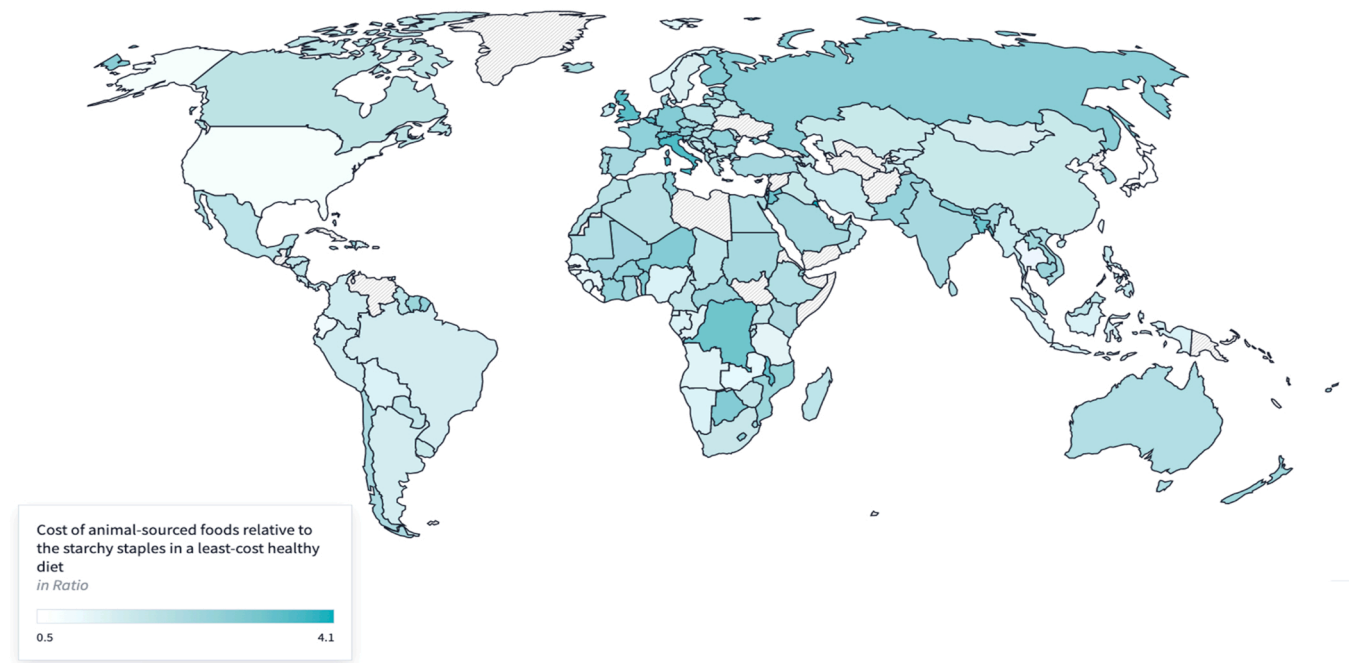 Cost of animal-sourced foods relative to
the starchy staples in a least-cost healthy
diet
in Ratio
0.5 4.1